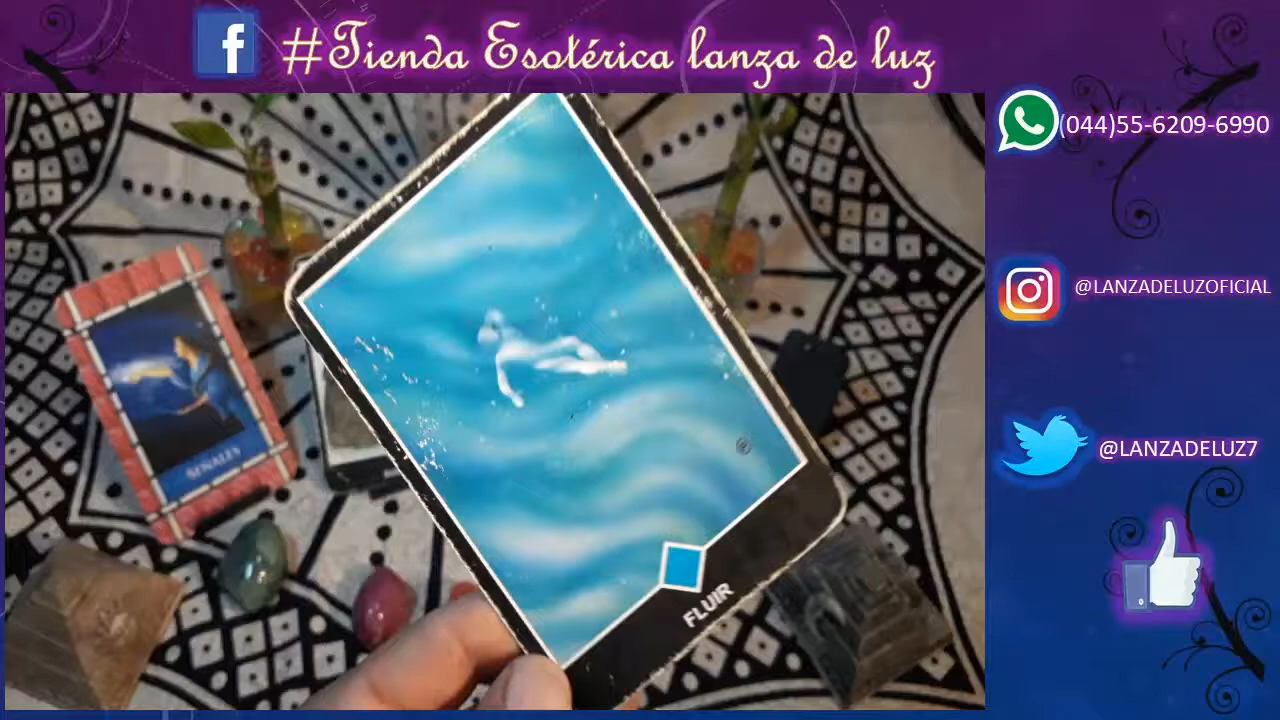 #Tienda Esotérica lanza de luz
(044)55-6209-6990
@LANZADELUZOFICIAL
@LANZADELUZ7
SEÑALES
FLUIR